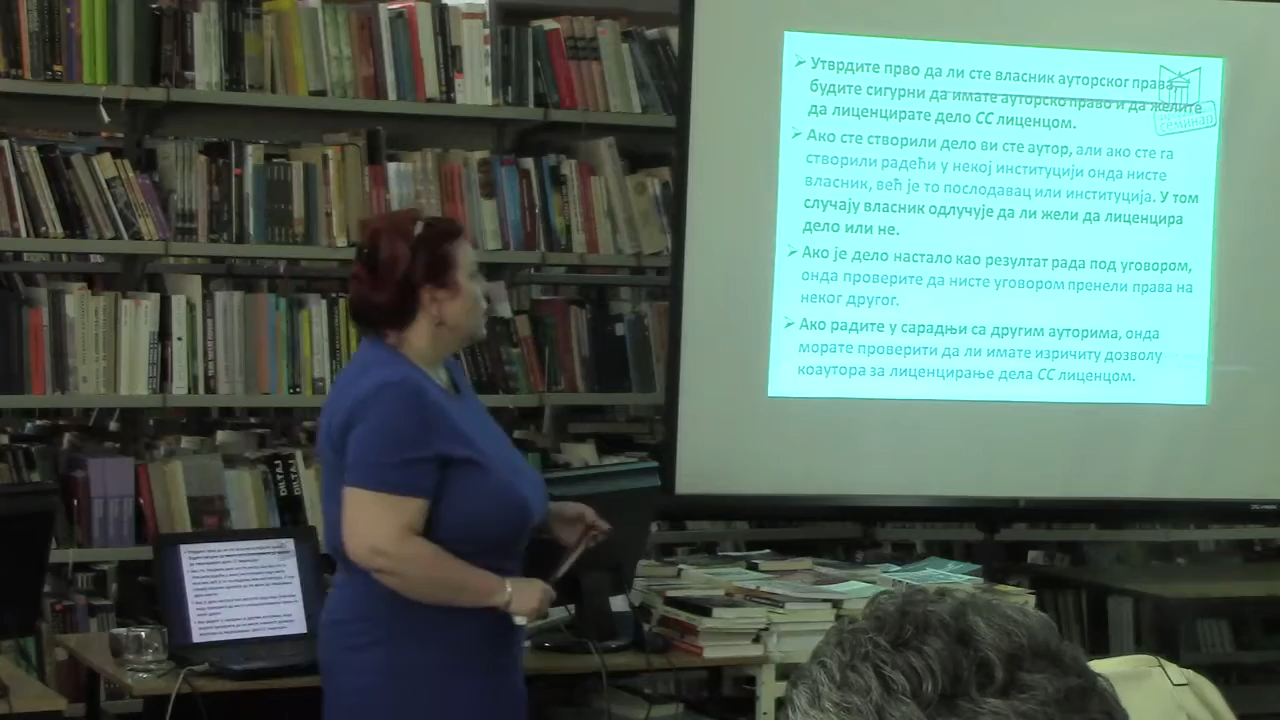 ➤ Утврдите прво да ли сте власник ауторског права,
будите сигурни да имате ауторско право и да желите
да лиценцирате дело CC лиценцом.
➤ Ако сте створили дело ви сте аутор, али ако сте га
створили радећи у некој институцији онда нисте
власник, већ је то послодавац или институција. У том
случају власник одлучује да ли жели да лиценцира
дело или не.
➤ Ако је дело настало као резултат рада под уговором,
онда проверите да нисте уговором пренели права на
неког другог.
➤ Ако радите у сарадњи са другим ауторима, онда
морате проверити да ли имате изричиту дозволу
коаутора за лиценцирање дела CC лиценцом.
семинар
DILTAJ
DILTAJ